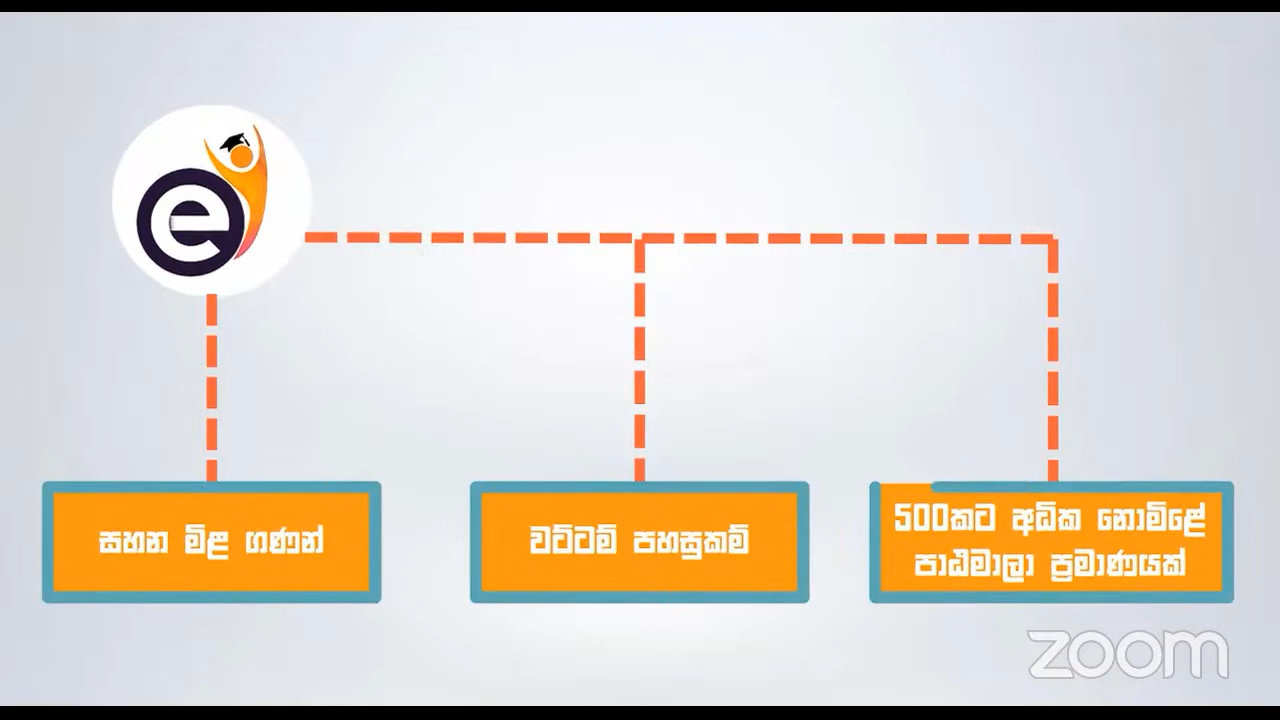 e
සහන මිළ ගණන්
වට්ටම් පහසුකම්
500කට අධික නොමිළේ
පාඨමාලා ප්‍රමාණයක්
zoom